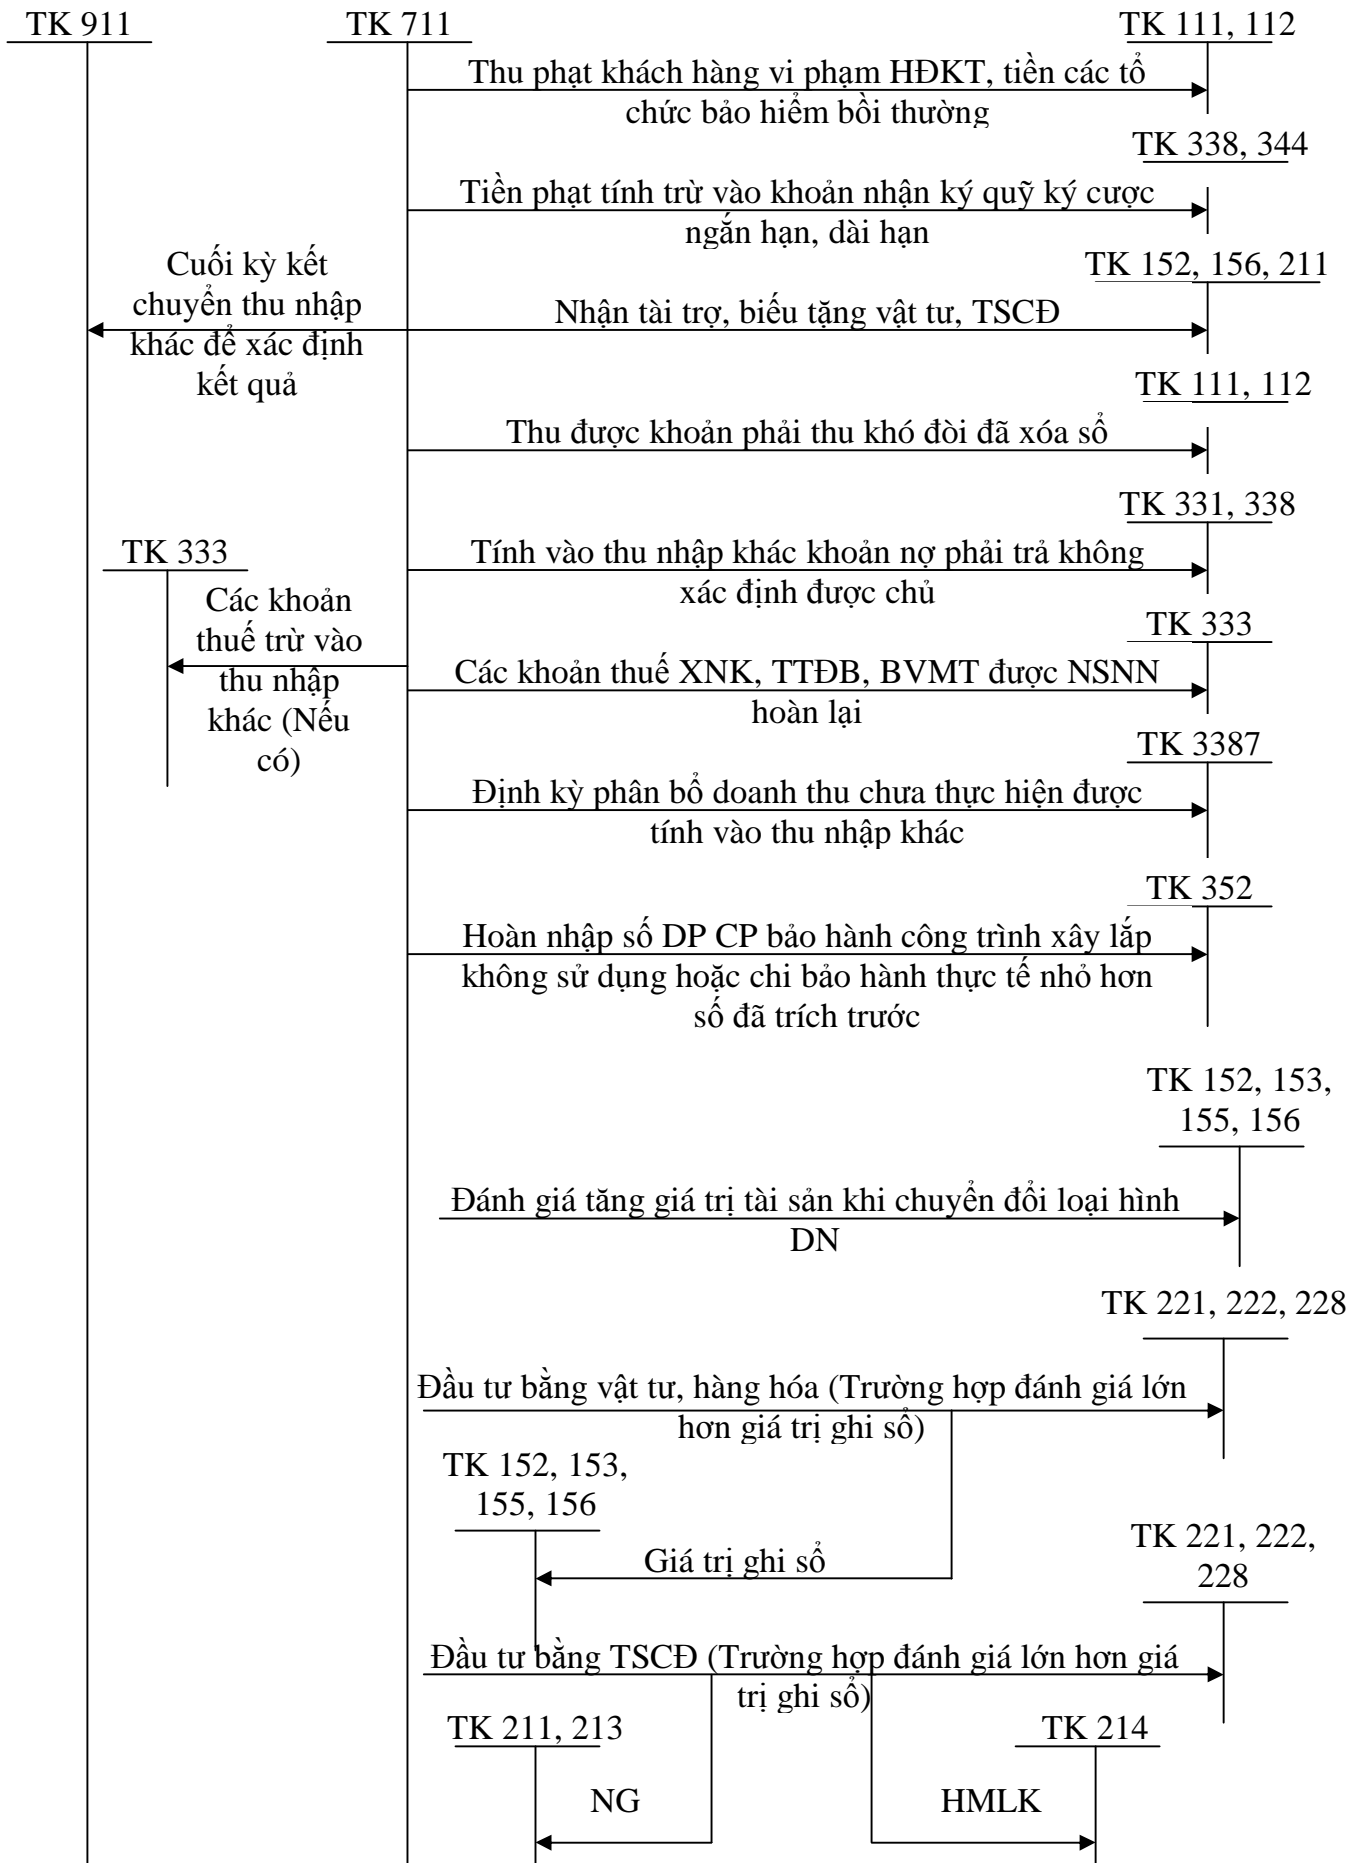 TK 911
TK 711
TK 111, 112
Thu phạt khách hàng vi phạm HĐKT, tiền các tổ
chức bảo hiểm bồi thường
TK 338, 344
Tiền phạt tính trừ vào khoản nhận ký quỹ ký cược
ngắn hạn, dài hạn
Cuối kỳ kết
chuyển thu nhập
khác để xác định
kết quả
TK 152, 156, 211
Nhận tài trợ, biếu tặng vật tư, TSCĐ
TK 111, 112
Thu được khoản phải thu khó đòi đã xóa sổ
TK 331, 338
Tính vào thu nhập khác khoản nợ phải trả không
xác định được chủ
TK 333
Các khoản
thuế trừ vào
thu nhập
khác (Nếu
có)
TK 333
Các khoản thuế XNK, TTĐB, BVMT được NSNN
hoàn lại
TK 3387
Định kỳ phân bổ doanh thu chưa thực hiện được
tính vào thu nhập khác
TK 352
Hoàn nhập số DP CP bảo hành công trình xây lắp
không sử dụng hoặc chi bảo hành thực tế nhỏ hơn
số đã trích trước
TK 152, 153,
155, 156
Đánh giá tăng giá trị tài sản khi chuyển đổi loại hình
DN
TK 221, 222, 228
Đầu tư bằng vật tư, hàng hóa (Trường hợp đánh giá lớn
hơn giá trị ghi sổ)
TK 152, 153,
155, 156
Giá trị ghi sổ
TK 221, 222,
228
Đầu tư bằng TSCĐ (Trường hợp đánh giá lớn hơn giá
trị ghi sổ)
TK 211, 213
TK 214
NG
HMLK